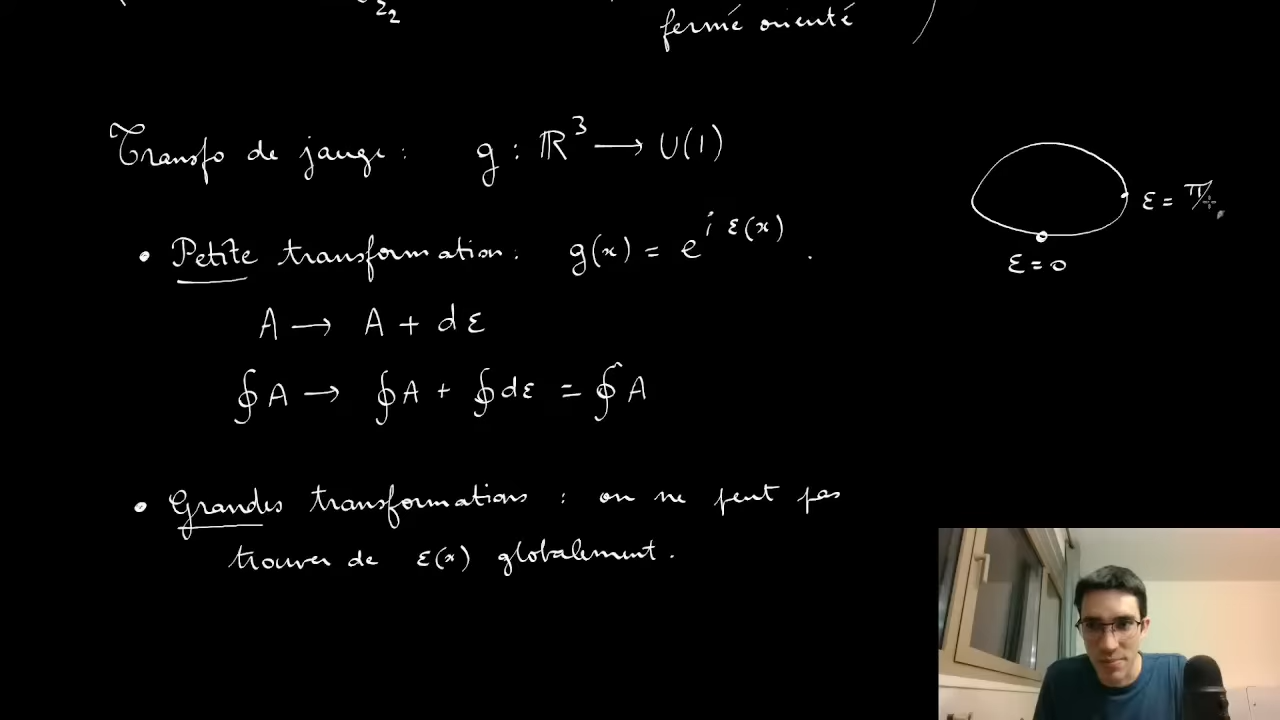 Σ₂
fermé orienté )
Transfo de jauge : g : ℝ³ → U(1)
• Petite transformation : g(x) = e^{i ε(x)} .
A → A + dε
∮A → ∮A + ∮dε = ∮A
• Grandes transformations : on ne peut pas
trouver de ε(x) globalement .
ε = π/
ε = 0